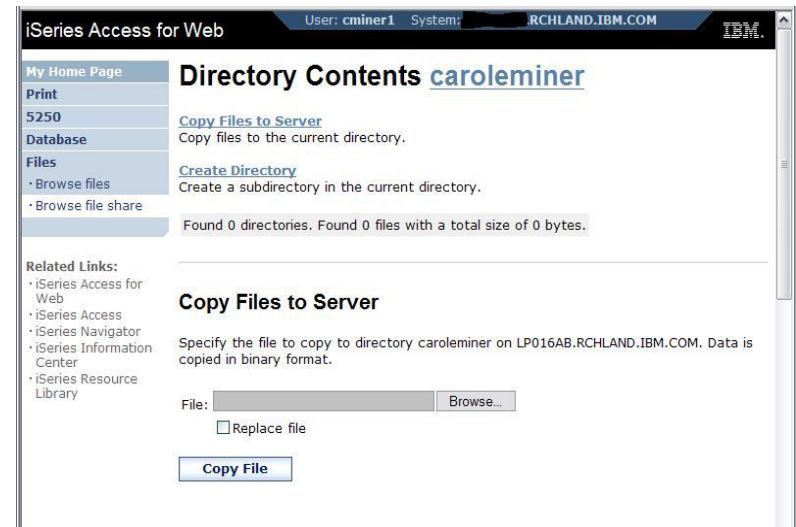 iSeries Access for Web
User: cminer1 System: .RCHLAND.IBM.COM
IBM.
My Home Page
Print
5250
Database
Files
· Browse files
· Browse file share
Related Links:
· iSeries Access for
Web
· iSeries Access
· iSeries Navigator
· iSeries Information
Center
· iSeries Resource
Library
Directory Contents caroleminer
Copy Files to Server
Copy files to the current directory.
Create Directory
Create a subdirectory in the current directory.
Found 0 directories. Found 0 files with a total size of 0 bytes.
Copy Files to Server
Specify the file to copy to directory caroleminer on LP016AB.RCHLAND.IBM.COM. Data is
copied in binary format.
File: Browse...
Replace file
Copy File